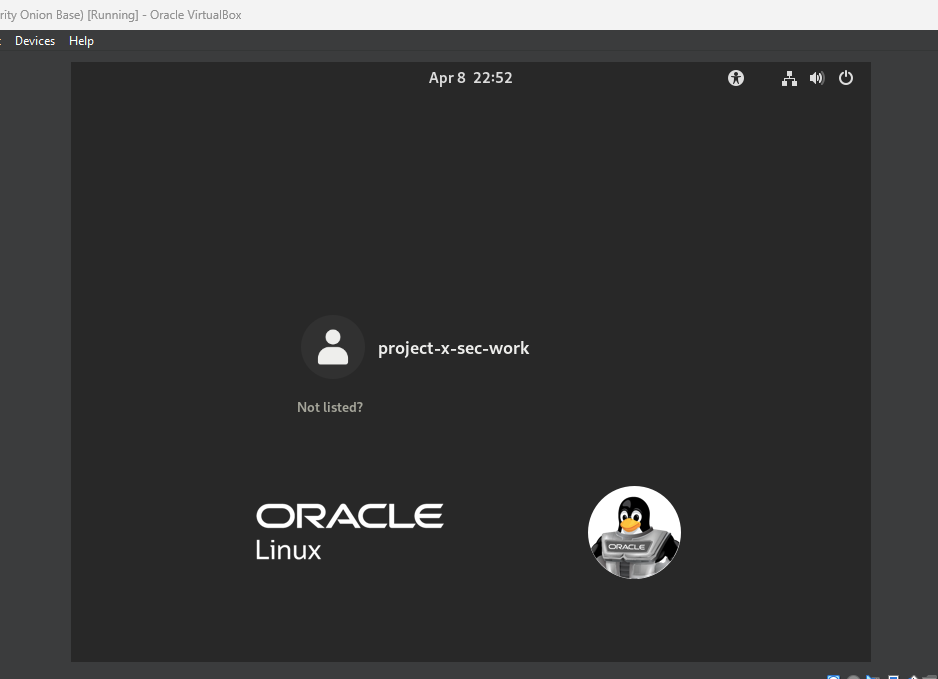 rity Onion Base) [Running] - Oracle VirtualBox
Devices Help
Apr 8 22:52
project-x-sec-work
Not listed?
ORACLE
Linux
ORACLE